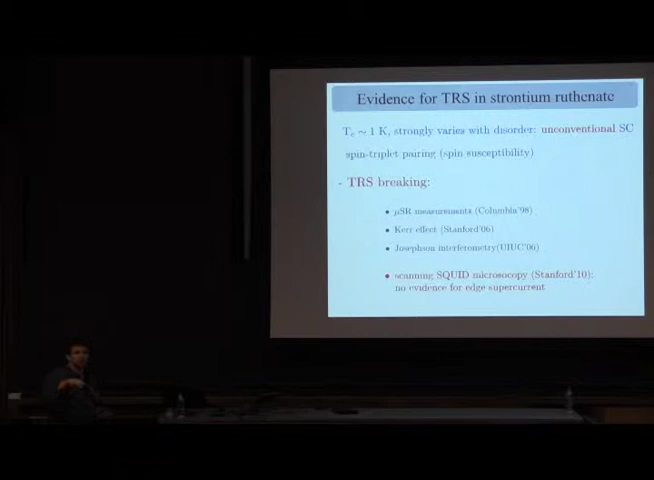 Evidence for TRS in strontium ruthenate
T_c ~ 1 K, strongly varies with disorder: unconventional SC
spin-triplet pairing (spin susceptibility)
- TRS breaking:
• μSR measurements (Columbia'98)
• Kerr effect (Stanford'06)
• Josephson interferometry(UIUC'06)
• scanning SQUID microsocopy (Stanford'10):
no evidence for edge supercurrent